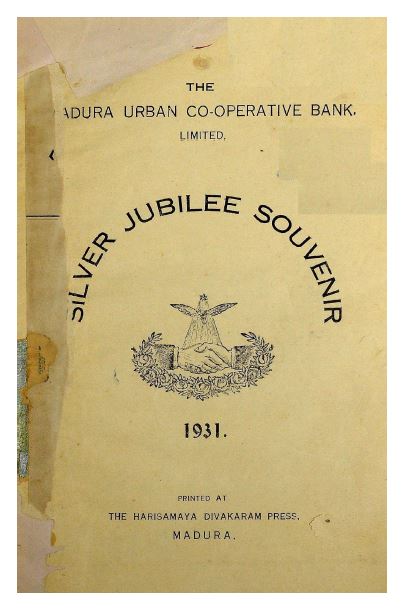 THE
ADURA URBAN CO-OPERATIVE BANK.
LIMITED.
SILVER JUBILEE SOUVENIR
1931.
PRINTED AT
THE HARISAMAYA DIVAKARAM PRESS.
MADURA.